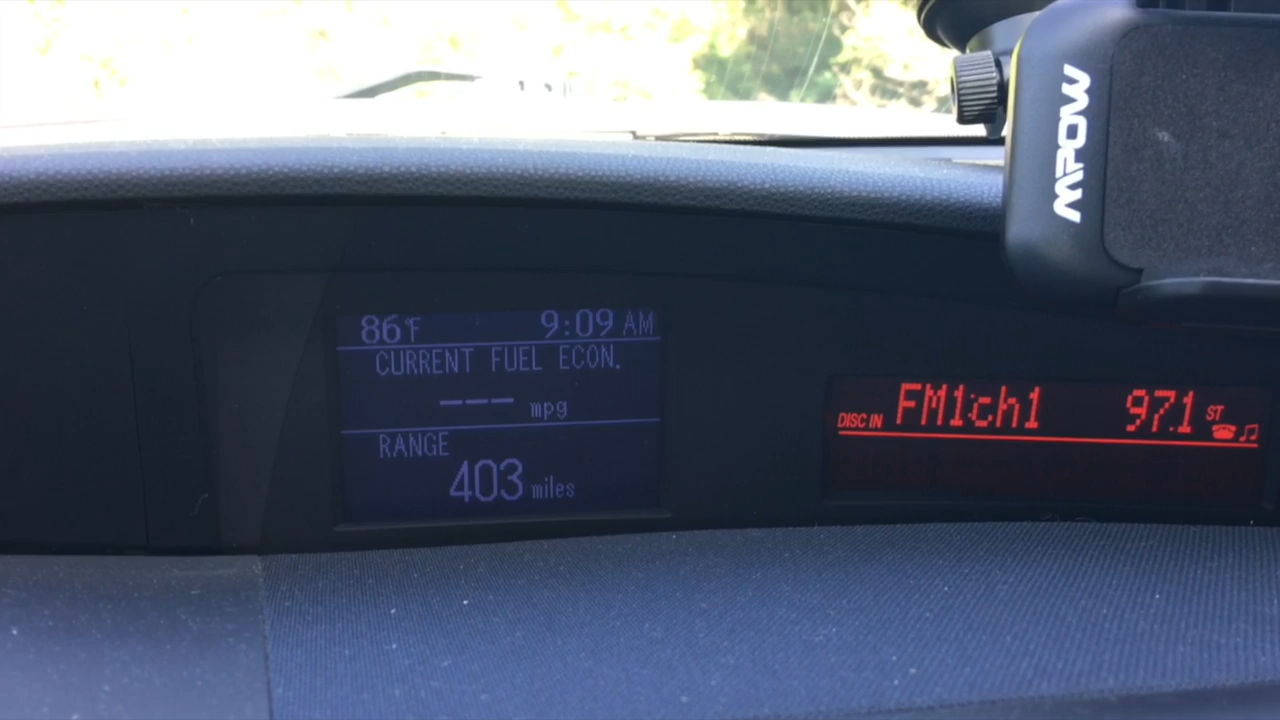 MPOW
86°F 9:09 AM
CURRENT FUEL ECON.
--- mpg
RANGE
403 miles
DISC IN FM1ch1 97.1 ST